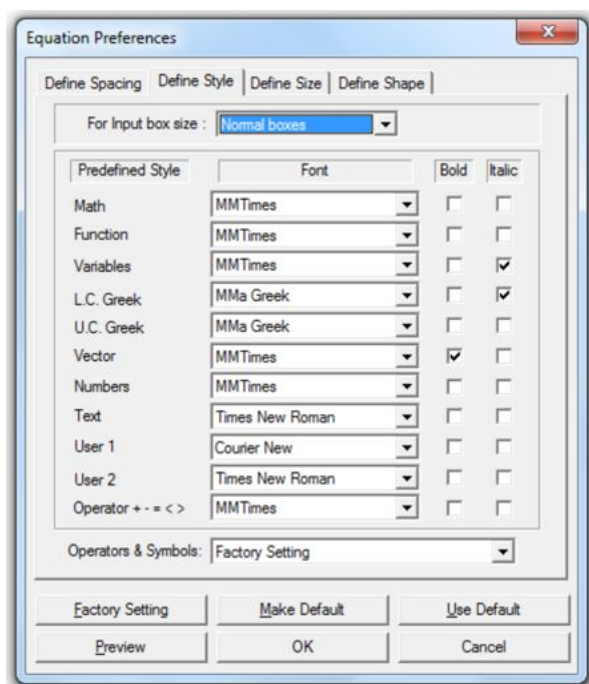 Equation Preferences
Define Spacing Define Style Define Size Define Shape
For Input box size : Normal boxes
Predefined Style Font Bold Italic
Math MMTimes
Function MMTimes
Variables MMTimes
L.C. Greek MMa Greek
U.C. Greek MMa Greek
Vector MMTimes
Numbers MMTimes
Text Times New Roman
User 1 Courier New
User 2 Times New Roman
Operator + - = < > MMTimes
Operators & Symbols: Factory Setting
Factory Setting Make Default Use Default
Preview OK Cancel